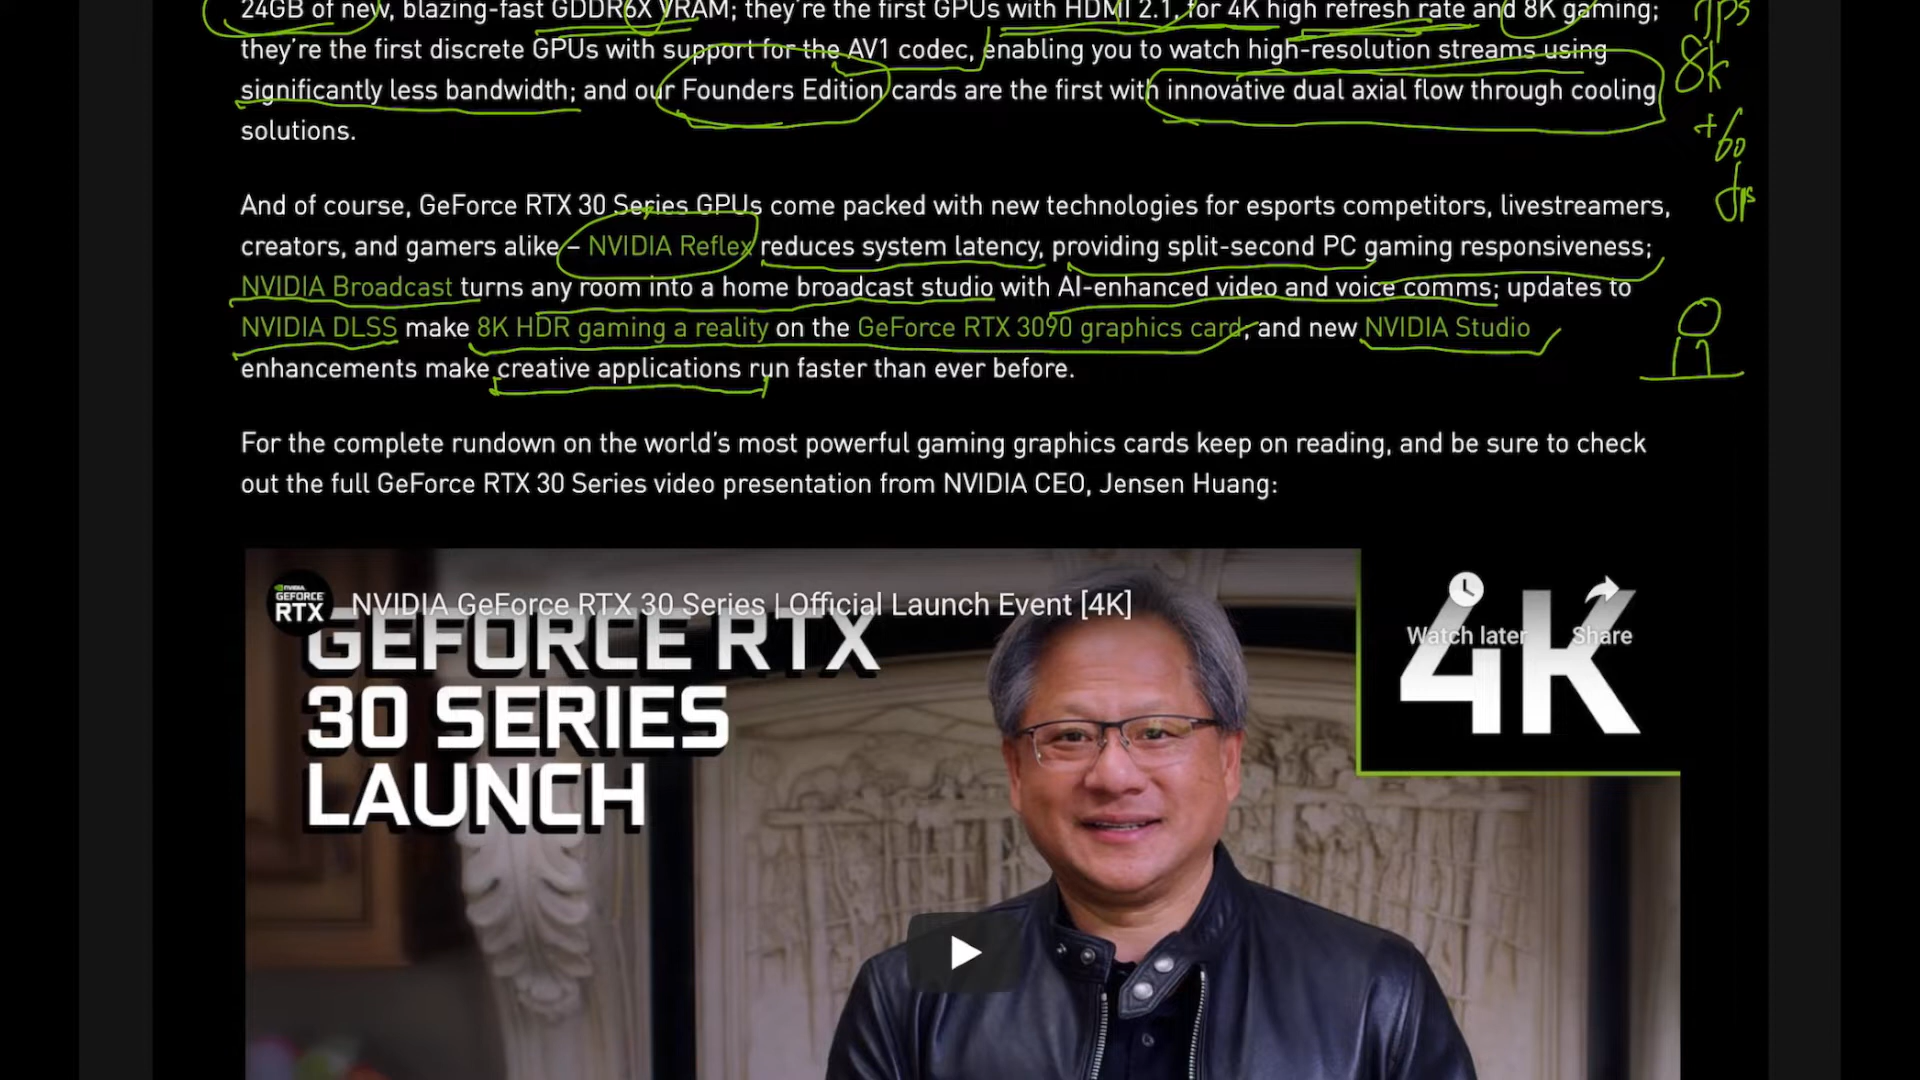 24GB of new, blazing-fast GDDR6X VRAM; they're the first GPUs with HDMI 2.1, for 4K high refresh rate and 8K gaming;
they're the first discrete GPUs with support for the AV1 codec, enabling you to watch high-resolution streams using
significantly less bandwidth; and our Founders Edition cards are the first with innovative dual axial flow through cooling
solutions.
8K
+60
fps
And of course, GeForce RTX 30 Series GPUs come packed with new technologies for esports competitors, livestreamers,
creators, and gamers alike – NVIDIA Reflex reduces system latency, providing split-second PC gaming responsiveness;
NVIDIA Broadcast turns any room into a home broadcast studio with AI-enhanced video and voice comms; updates to
NVIDIA DLSS make 8K HDR gaming a reality on the GeForce RTX 3090 graphics card, and new NVIDIA Studio
enhancements make creative applications run faster than ever before.
For the complete rundown on the world's most powerful gaming graphics cards keep on reading, and be sure to check
out the full GeForce RTX 30 Series video presentation from NVIDIA CEO, Jensen Huang:
NVIDIA GeForce RTX 30 Series | Official Launch Event [4K]
NVIDIA
GEFORCE
RTX
Watch later
Share
GEFORCE RTX
30 SERIES
LAUNCH
4K